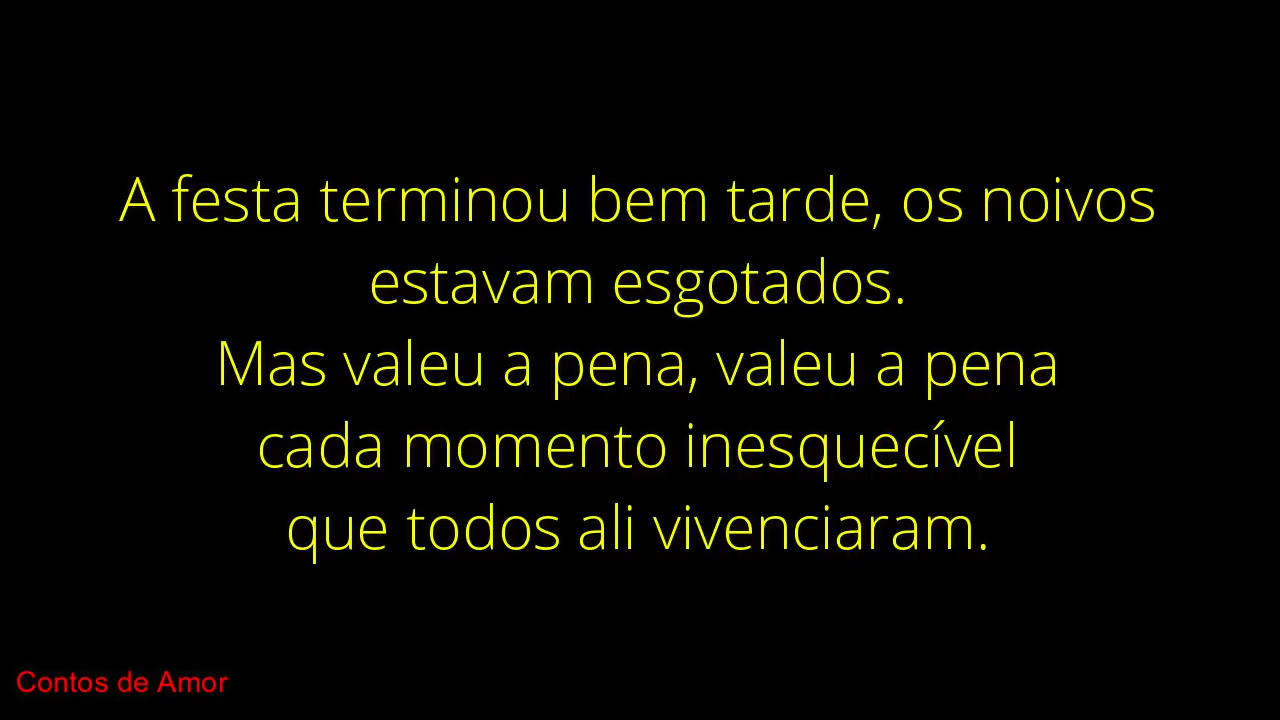 A festa terminou bem tarde, os noivos
estavam esgotados.
Mas valeu a pena, valeu a pena
cada momento inesquecível
que todos ali vivenciaram.
Contos de Amor